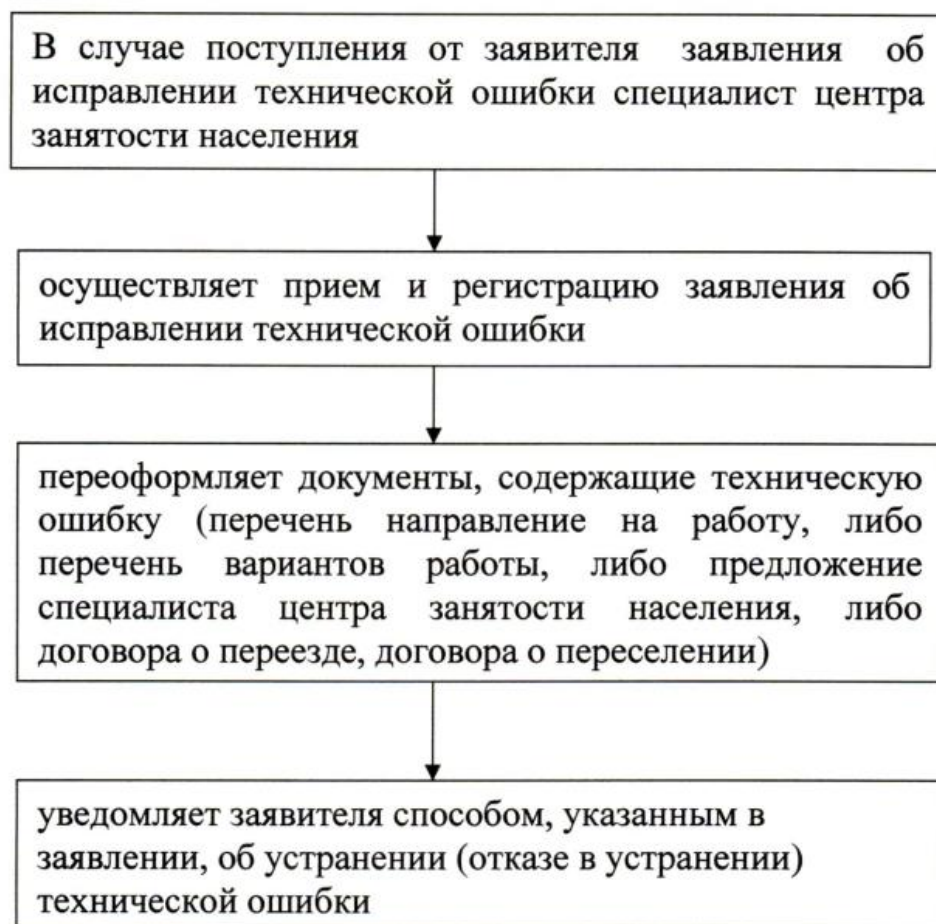 В случае поступления от заявителя заявления об
исправлении технической ошибки специалист центра
занятости населения
осуществляет прием и регистрацию заявления об
исправлении технической ошибки
переоформляет документы, содержащие техническую
ошибку (перечень направление на работу, либо
перечень вариантов работы, либо предложение
специалиста центра занятости населения, либо
договора о переезде, договора о переселении)
уведомляет заявителя способом, указанным в
заявлении, об устранении (отказе в устранении)
технической ошибки